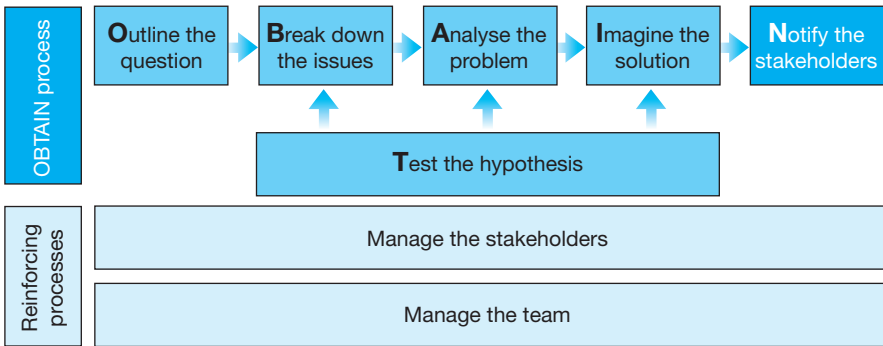 OBTAIN process
Outline the
question
Break down
the issues
Analyse the
problem
Imagine the
solution
Notify the
stakeholders
Test the hypothesis
Reinforcing
processes
Manage the stakeholders
Manage the team